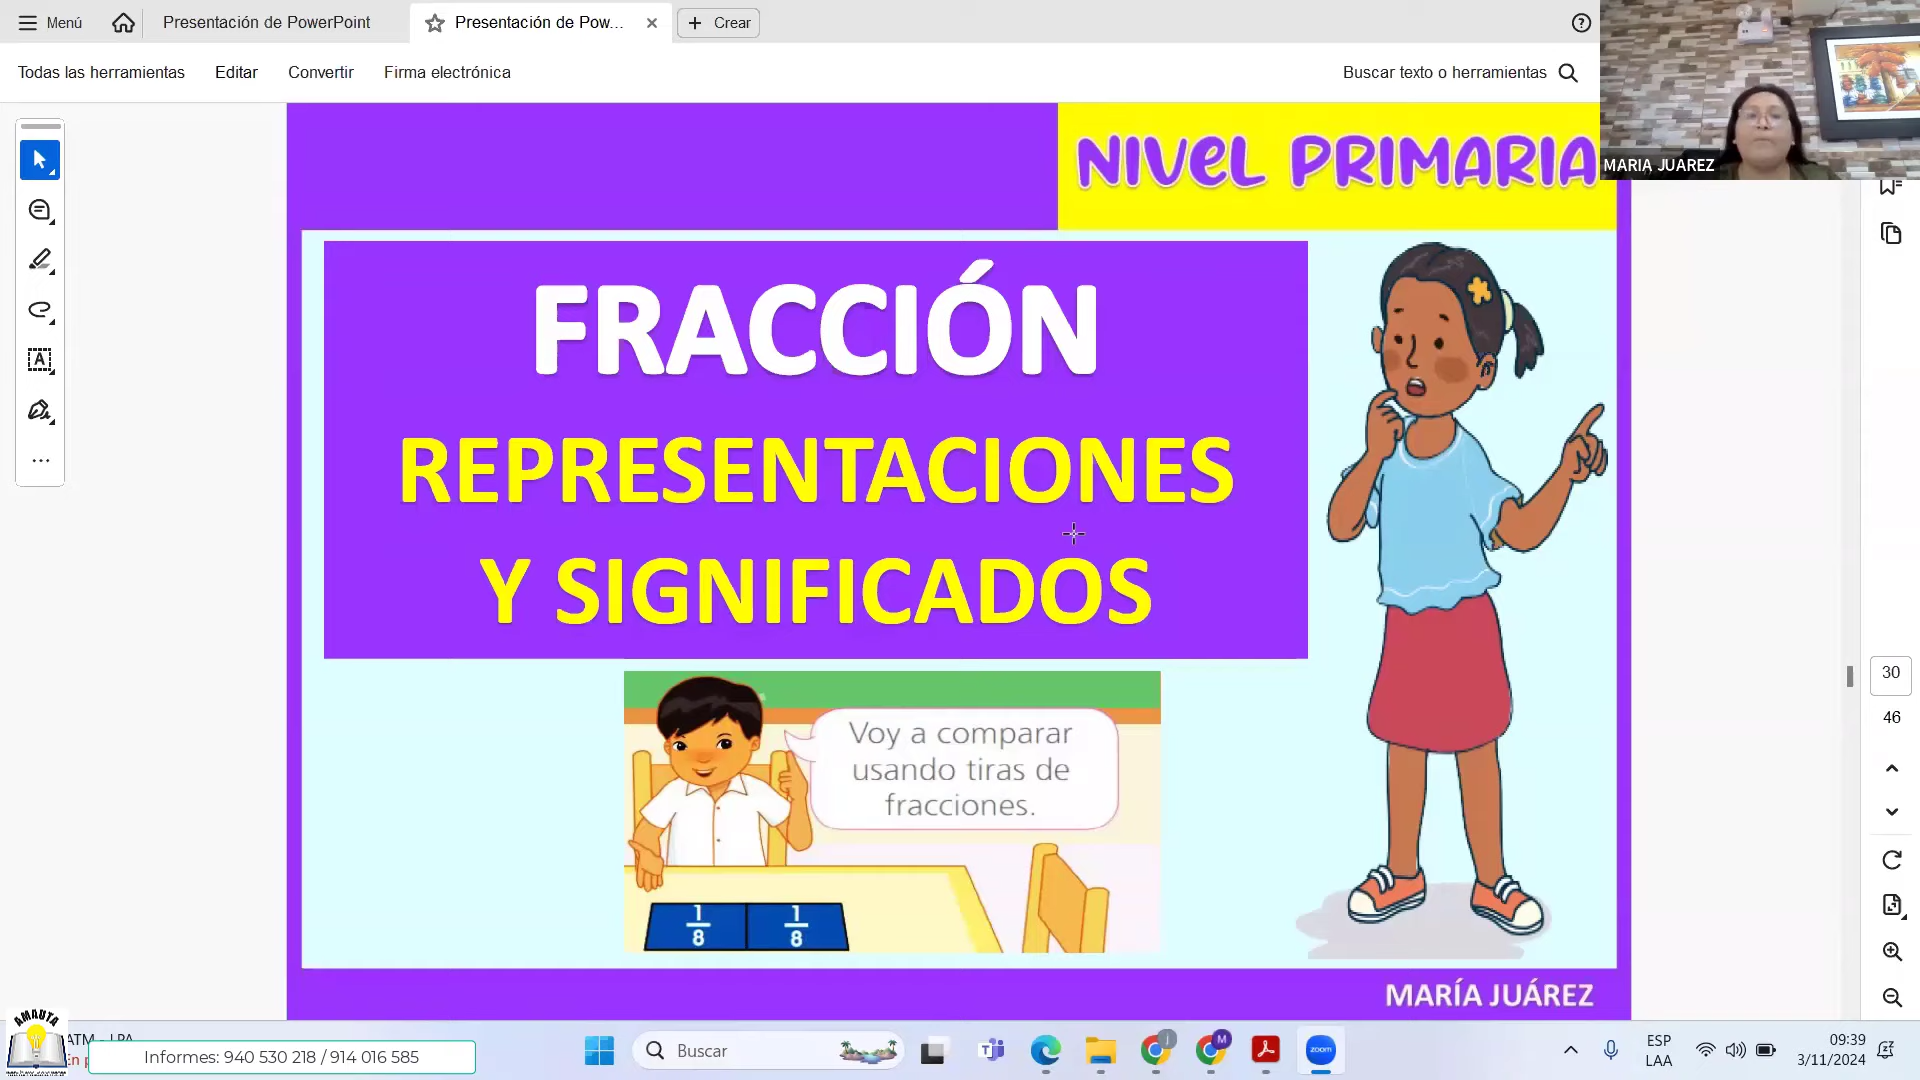 Menú
Presentación de PowerPoint
Presentación de Pow...
Crear
Todas las herramientas
Editar
Convertir
Firma electrónica
Buscar texto o herramientas
MARIA JUAREZ
NIVEL PRIMARIA
FRACCIÓN
REPRESENTACIONES
Y SIGNIFICADOS
Voy a comparar
usando tiras de
fracciones.
1/8 1/8
MARÍA JUÁREZ
30
46
AMAUTA
Informes: 940 530 218 / 914 016 585
Buscar
zoom
ESP
LAA
09:39
3/11/2024